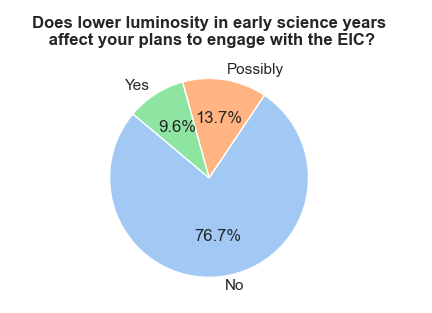 Does lower luminosity in early science years
affect your plans to engage with the EIC?
Possibly
Yes
13.7%
9.6%
76.7%
No